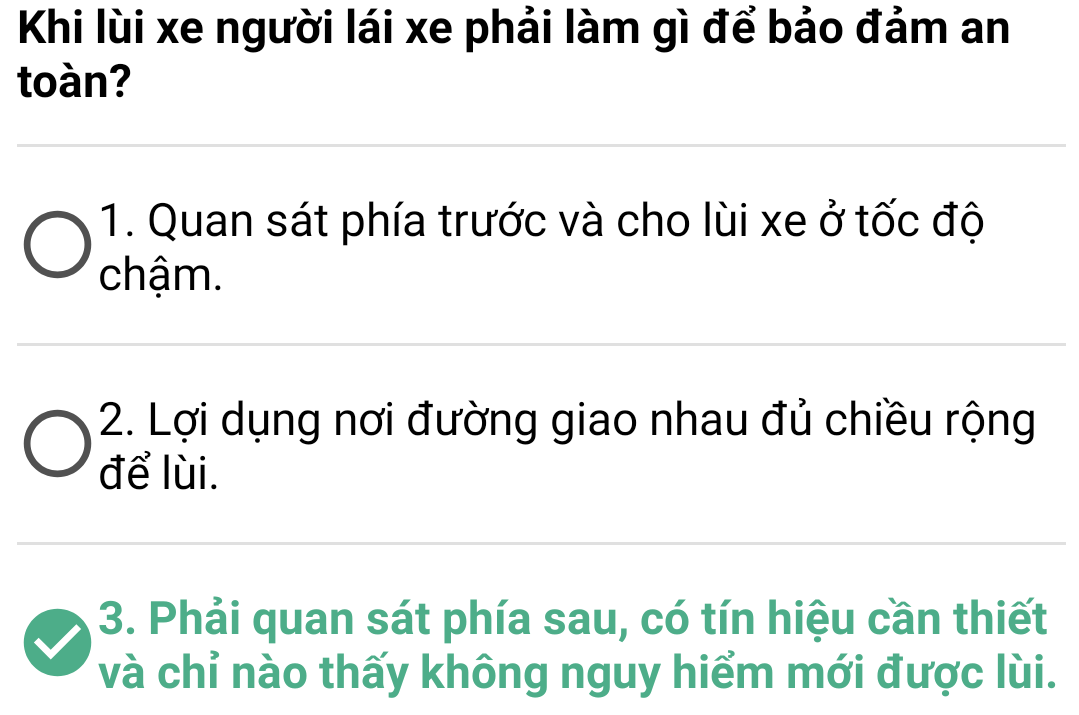 Khi lùi xe người lái xe phải làm gì để bảo đảm an
toàn?
1. Quan sát phía trước và cho lùi xe ở tốc độ
chậm.
2. Lợi dụng nơi đường giao nhau đủ chiều rộng
để lùi.
3. Phải quan sát phía sau, có tín hiệu cần thiết
và chỉ nào thấy không nguy hiểm mới được lùi.